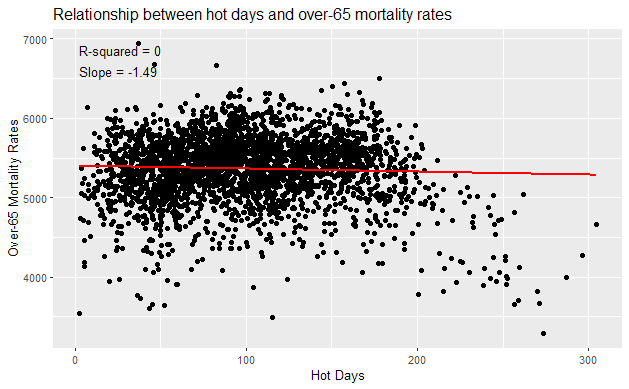 Relationship between hot days and over-65 mortality rates
7000
R-squared = 0
Slope = -1.49
6000
Over-65 Mortality Rates
5000
4000
0 100 200 300
Hot Days